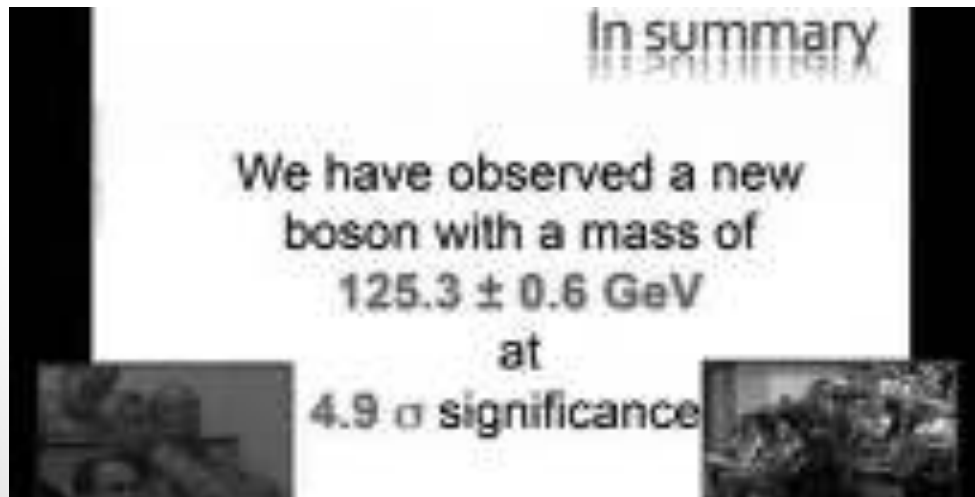 In summary
We have observed a new
boson with a mass of
125.3 ± 0.6 GeV
at
4.9 σ significance